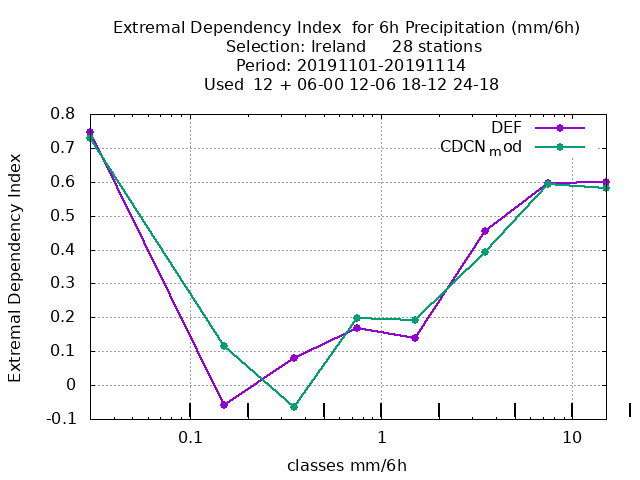 Extremal Dependency Index  for 6h Precipitation (mm/6h)
Selection: Ireland     28 stations
Period: 20191101-20191114
Used  12 + 06-00 12-06 18-12 24-18
DEF
CDCN mod
Extremal Dependency Index
0.8
0.7
0.6
0.5
0.4
0.3
0.2
0.1
0
-0.1
0.1
1
10
classes mm/6h